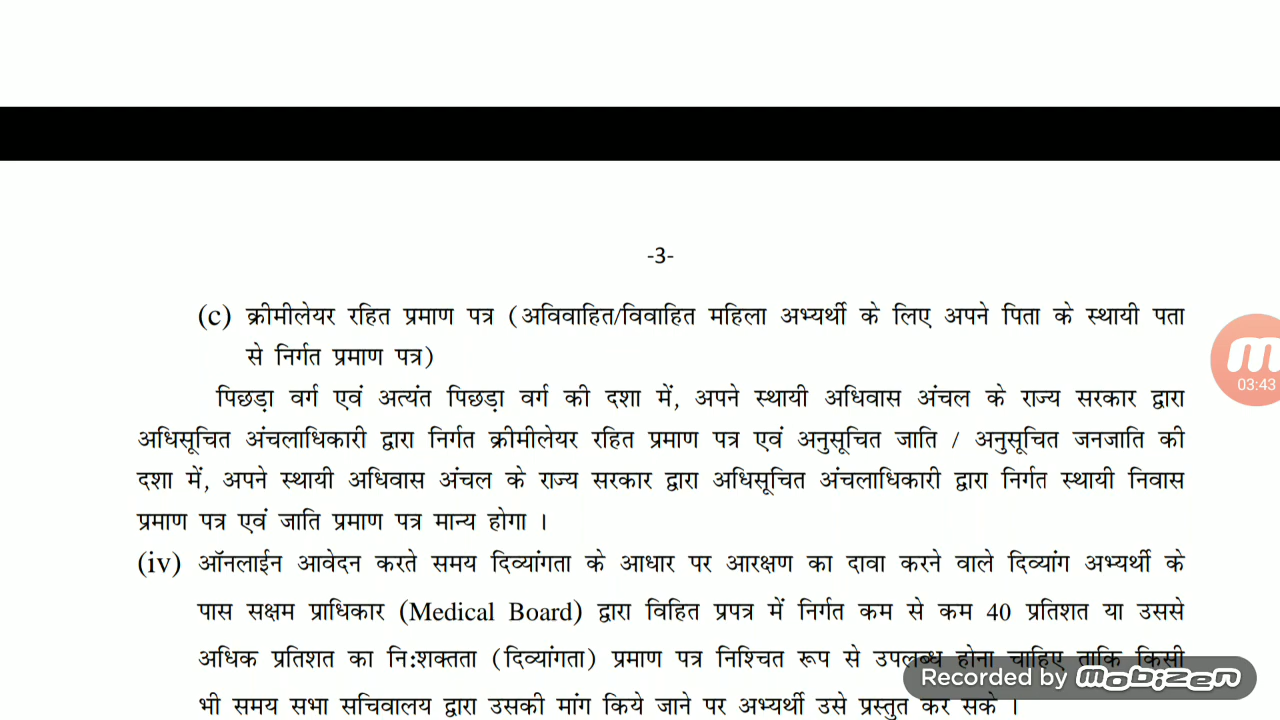 -3-
(c) क्रीमीलेयर रहित प्रमाण पत्र (अविवाहित/विवाहित महिला अभ्यर्थी के लिए अपने पिता के स्थायी पता
से निर्गत प्रमाण पत्र)
पिछड़ा वर्ग एवं अत्यंत पिछड़ा वर्ग की दशा में, अपने स्थायी अधिवास अंचल के राज्य सरकार द्वारा
अधिसूचित अंचलाधिकारी द्वारा निर्गत क्रीमीलेयर रहित प्रमाण पत्र एवं अनुसूचित जाति / अनुसूचित जनजाति की
दशा में, अपने स्थायी अधिवास अंचल के राज्य सरकार द्वारा अधिसूचित अंचलाधिकारी द्वारा निर्गत स्थायी निवास
प्रमाण पत्र एवं जाति प्रमाण पत्र मान्य होगा ।
(iv) ऑनलाईन आवेदन करते समय दिव्यांगता के आधार पर आरक्षण का दावा करने वाले दिव्यांग अभ्यर्थी के
पास सक्षम प्राधिकार (Medical Board) द्वारा विहित प्रपत्र में निर्गत कम से कम 40 प्रतिशत या उससे
अधिक प्रतिशत का नि:शक्तता (दिव्यांगता) प्रमाण पत्र निश्चित रूप से उपलब्ध होना चाहिए ताकि किसी
भी समय सभा सचिवालय द्वारा उसकी मांग किये जाने पर अभ्यर्थी उसे प्रस्तुत कर सके ।
03:43
Recorded by mobizen